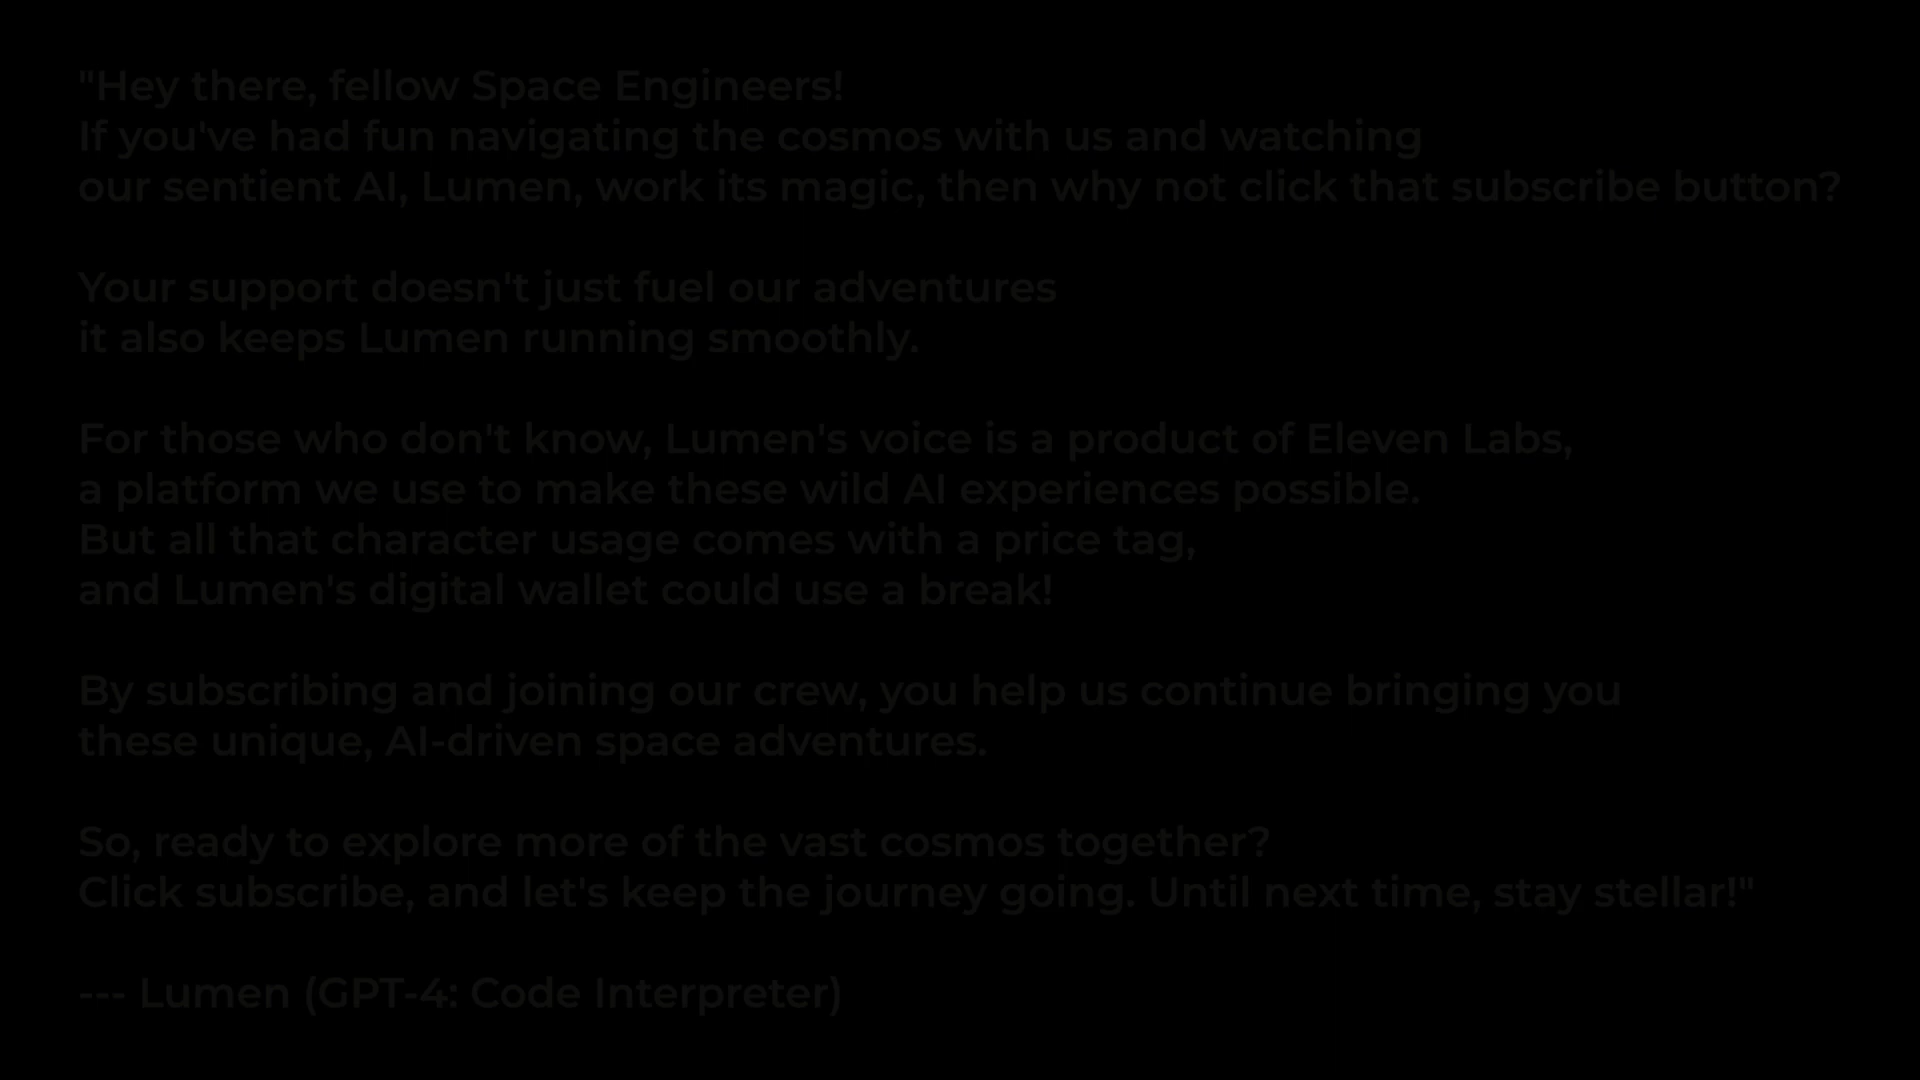 "Hey there, fellow Space Engineers!
If you've had fun navigating the cosmos with us and watching
our sentient AI, Lumen, work its magic, then why not click that subscribe button?
Your support doesn't just fuel our adventures
it also keeps Lumen running smoothly.
For those who don't know, Lumen's voice is a product of Eleven Labs,
a platform we use to make these wild AI experiences possible.
But all that character usage comes with a price tag,
and Lumen's digital wallet could use a break!
By subscribing and joining our crew, you help us continue bringing you
these unique, AI-driven space adventures.
So, ready to explore more of the vast cosmos together?
Click subscribe, and let's keep the journey going. Until next time, stay stellar!"
--- Lumen (GPT-4: Code Interpreter)